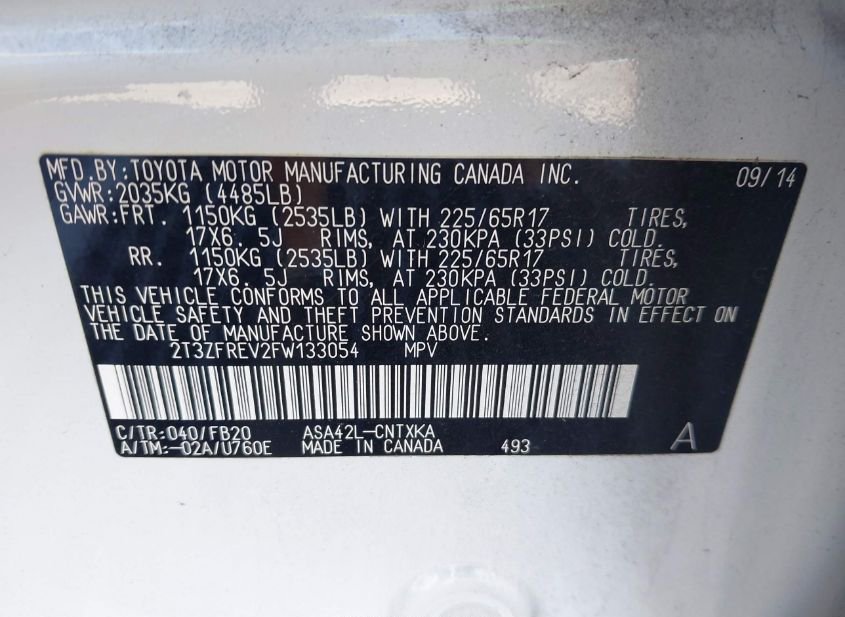 MFD.BY:TOYOTA MOTOR MANUFACTURING CANADA INC. 09/14
GVWR:2035KG (4485LB)
GAWR:FRT. 1150KG (2535LB) WITH 225/65R17 TIRES,
17X6.5J RIMS, AT 230KPA (33PSI) COLD.
RR. 1150KG (2535LB) WITH 225/65R17 TIRES,
17X6.5J RIMS, AT 230KPA (33PSI) COLD.
THIS VEHICLE CONFORMS TO ALL APPLICABLE FEDERAL MOTOR
VEHICLE SAFETY AND THEFT PREVENTION STANDARDS IN EFFECT ON
THE DATE OF MANUFACTURE SHOWN ABOVE.
2T3ZFREV2FW133054 MPV
C/TR:040/FB20 ASA42L-CNTXKA
A/TM:-02A/U760E MADE IN CANADA 493 A